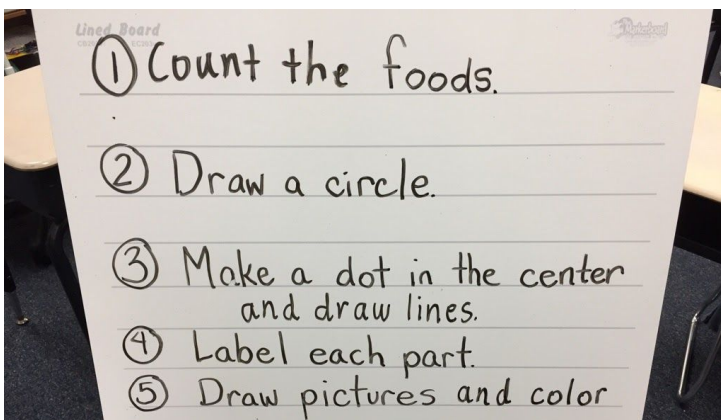 Lined Board
① Count the foods.
② Draw a circle.
③ Make a dot in the center
and draw lines.
④ Label each part.
⑤ Draw pictures and color